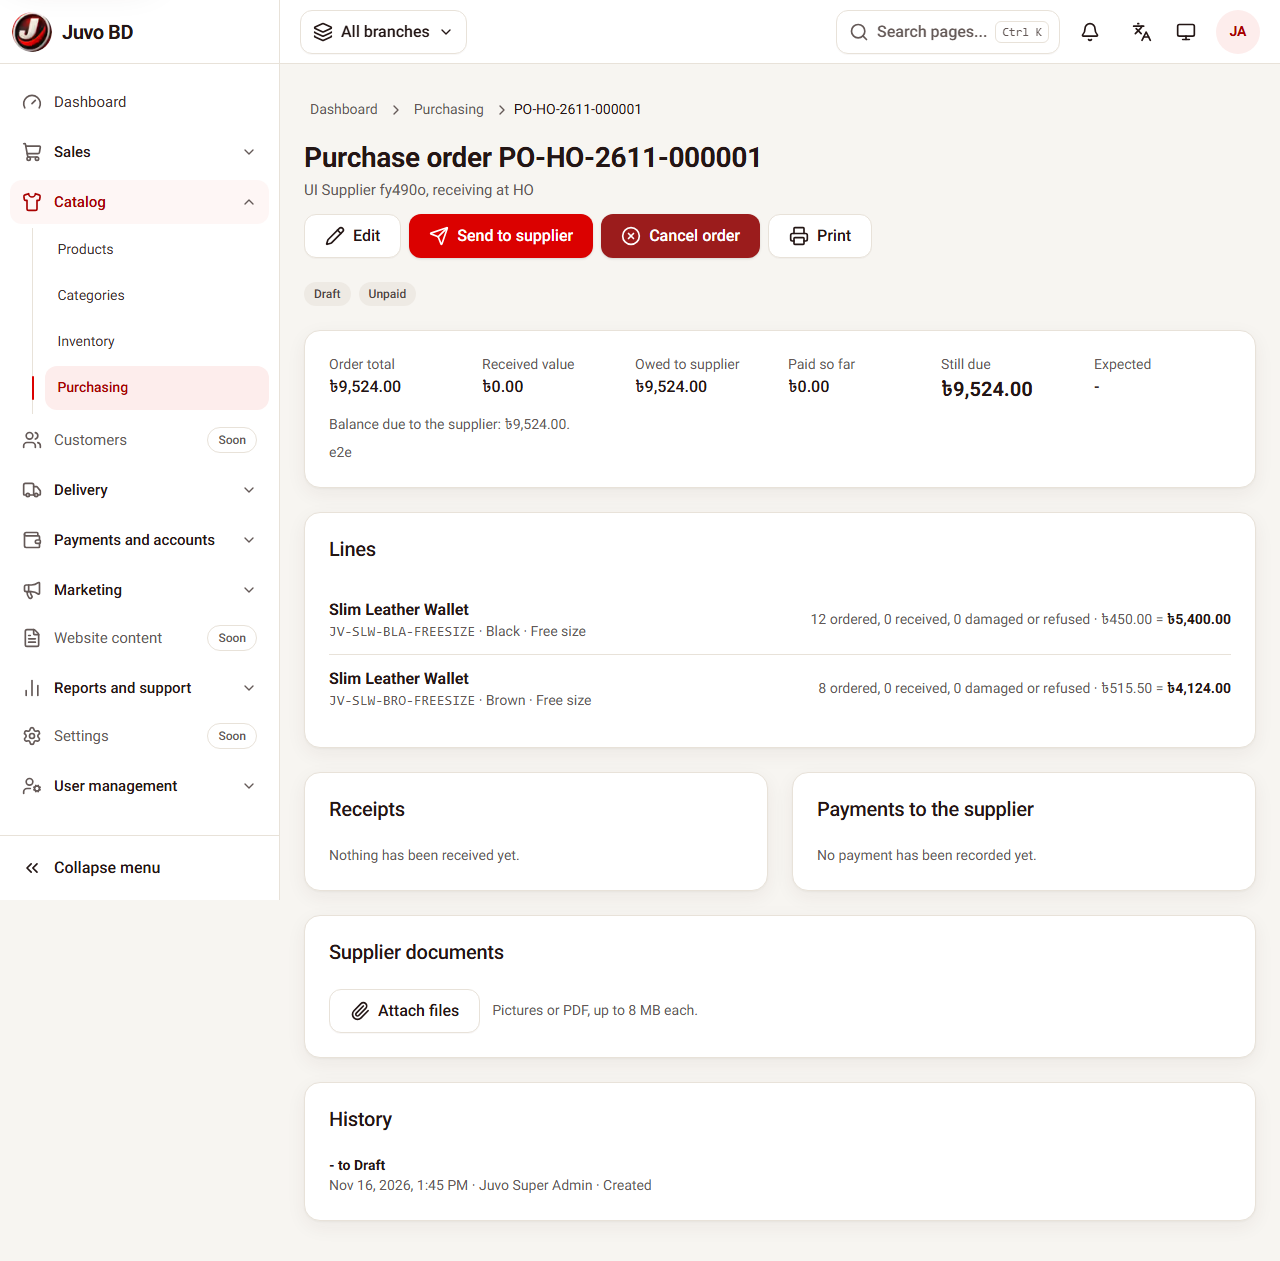 Juvo BD
All branches
Search pages... Ctrl K
JA
Dashboard
Sales
Catalog
Products
Categories
Inventory
Purchasing
Customers Soon
Delivery
Payments and accounts
Marketing
Website content Soon
Reports and support
Settings Soon
User management
Collapse menu
Dashboard > Purchasing > PO-HO-2611-000001
Purchase order PO-HO-2611-000001
UI Supplier fy490o, receiving at HO
Edit Send to supplier Cancel order Print
Draft Unpaid
Order total Received value Owed to supplier Paid so far Still due Expected
৳9,524.00 ৳0.00 ৳9,524.00 ৳0.00 ৳9,524.00 -
Balance due to the supplier: ৳9,524.00.
e2e
Lines
Slim Leather Wallet
JV-SLW-BLA-FREESIZE · Black · Free size
12 ordered, 0 received, 0 damaged or refused · ৳450.00 = ৳5,400.00
Slim Leather Wallet
JV-SLW-BRO-FREESIZE · Brown · Free size
8 ordered, 0 received, 0 damaged or refused · ৳515.50 = ৳4,124.00
Receipts
Nothing has been received yet.
Payments to the supplier
No payment has been recorded yet.
Supplier documents
Attach files Pictures or PDF, up to 8 MB each.
History
- to Draft
Nov 16, 2026, 1:45 PM · Juvo Super Admin · Created